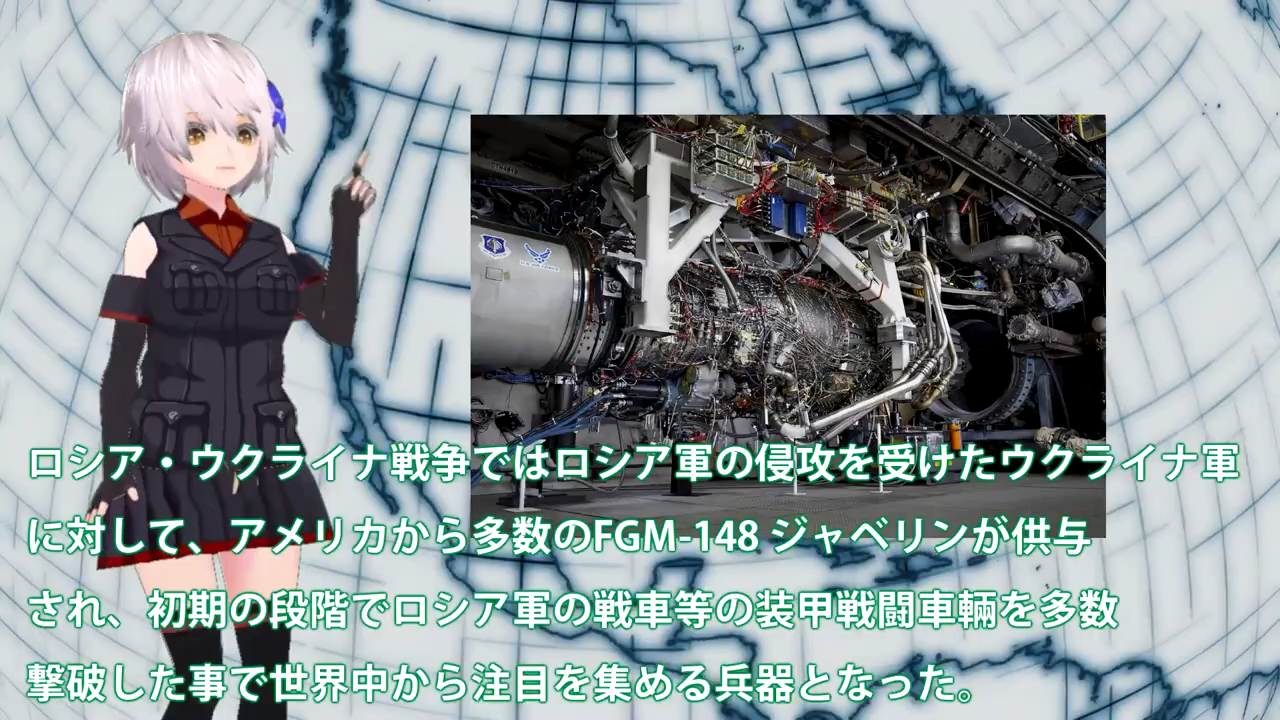 ロシア・ウクライナ戦争ではロシア軍の侵攻を受けたウクライナ軍
に対して、アメリカから多数のFGM-148 ジャベリンが供与
され、初期の段階でロシア軍の戦車等の装甲戦闘車輛を多数
撃破した事で世界中から注目を集める兵器となった。